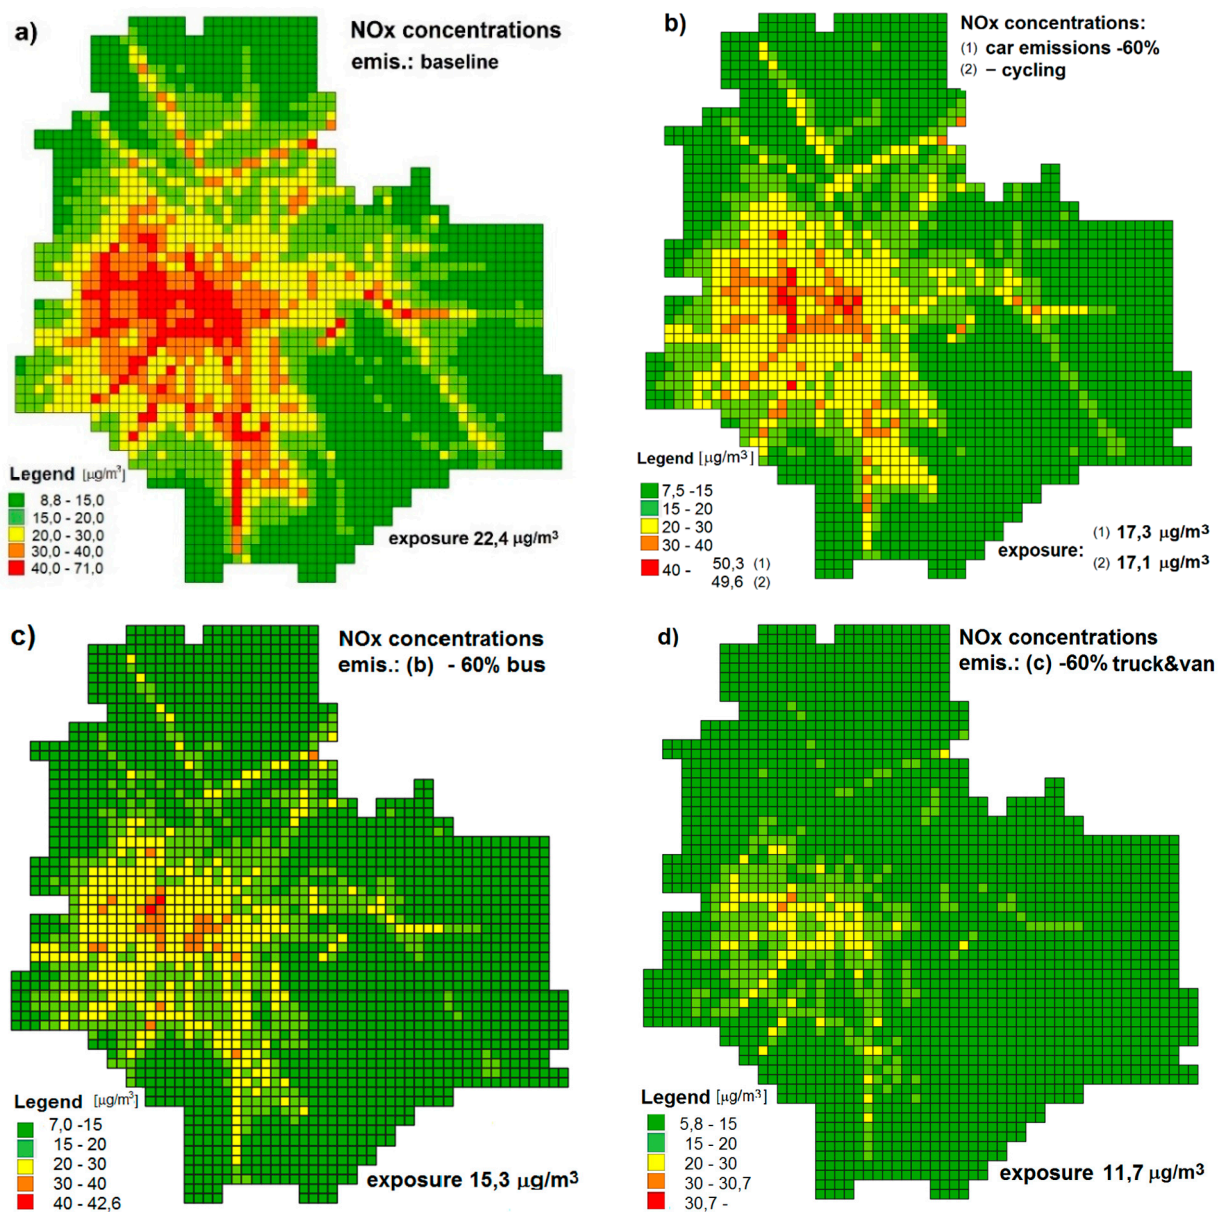 a)
NOx concentrations
emis.: baseline
Legend [µg/m³]
8,8 - 15,0
15,0 - 20,0
20,0 - 30,0
30,0 - 40,0
40,0 - 71,0
exposure 22,4 µg/m³
b)
NOx concentrations:
(1) car emissions -60%
(2) – cycling
Legend [µg/m³]
7,5 -15
15 - 20
20 - 30
30 - 40
40 - 50,3 (1)
49,6 (2)
exposure: (1) 17,3 µg/m³
(2) 17,1 µg/m³
c)
NOx concentrations
emis.: (b) - 60% bus
Legend [µg/m³]
7,0 -15
15 - 20
20 - 30
30 - 40
40 - 42,6
exposure 15,3 µg/m³
d)
NOx concentrations
emis.: (c) -60% truck&van
Legend [µg/m³]
5,8 - 15
15 - 20
20 - 30
30 - 30,7
30,7 -
exposure 11,7 µg/m³